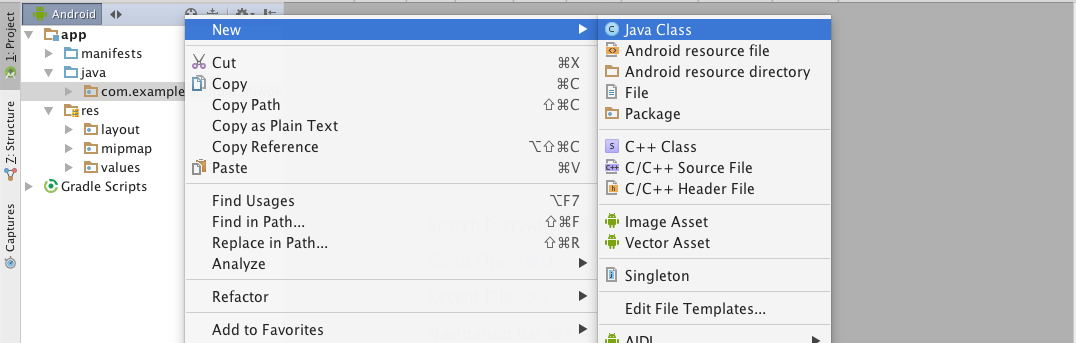 Android
1: Project
app
manifests
java
com.example
res
layout
mipmap
values
Gradle Scripts
Z: Structure
Captures
New
Cut ⌘X
Copy ⌘C
Copy Path ⇧⌘C
Copy as Plain Text
Copy Reference ⌥⇧⌘C
Paste ⌘V
Find Usages ⌥F7
Find in Path... ⇧⌘F
Replace in Path... ⇧⌘R
Analyze
Refactor
Add to Favorites
Java Class
Android resource file
Android resource directory
File
Package
C++ Class
C/C++ Source File
C/C++ Header File
Image Asset
Vector Asset
Singleton
Edit File Templates...
AIDL